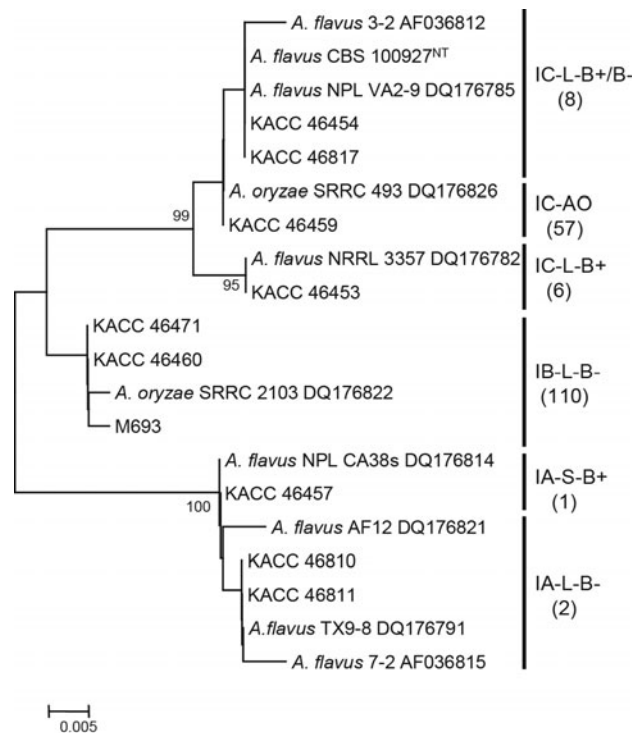 A. flavus 3-2 AF036812
A. flavus CBS 100927NT
A. flavus NPL VA2-9 DQ176785
KACC 46454
KACC 46817
IC-L-B+/B-
(8)
99
A. oryzae SRRC 493 DQ176826
KACC 46459
IC-AO
(57)
A. flavus NRRL 3357 DQ176782
95
KACC 46453
IC-L-B+
(6)
KACC 46471
KACC 46460
A. oryzae SRRC 2103 DQ176822
M693
IB-L-B-
(110)
A. flavus NPL CA38s DQ176814
KACC 46457
100
IA-S-B+
(1)
A. flavus AF12 DQ176821
KACC 46810
KACC 46811
A.flavus TX9-8 DQ176791
A. flavus 7-2 AF036815
IA-L-B-
(2)
0.005